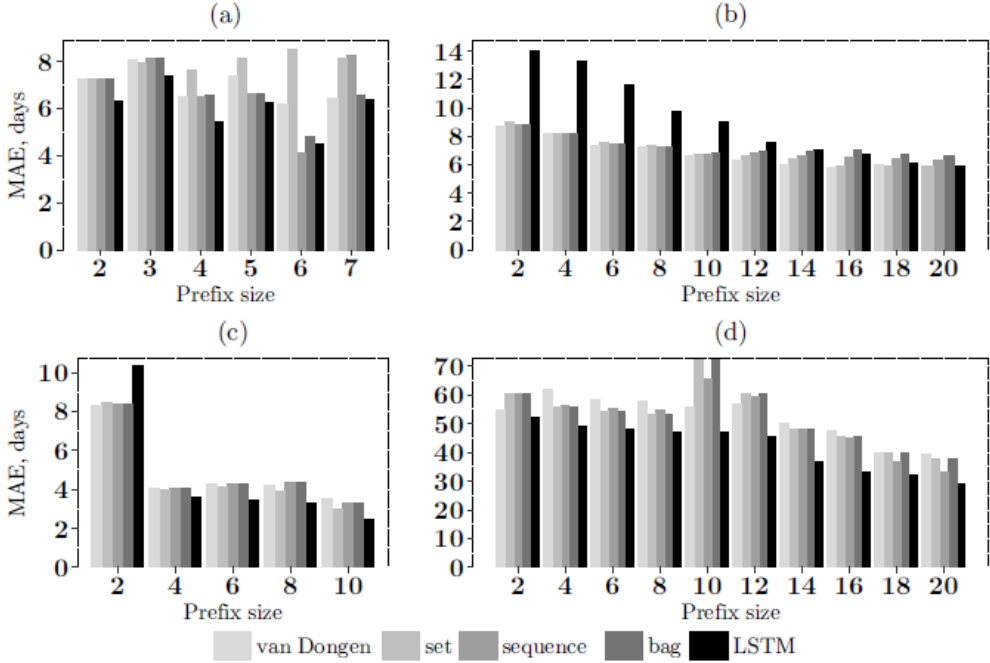 (a)
MAE, days
8
6
4
2
0
2 3 4 5 6 7
Prefix size
(b)
14
12
10
8
6
4
2
0
2 4 6 8 10 12 14 16 18 20
Prefix size
(c)
MAE, days
10
8
6
4
2
0
2 4 6 8 10
Prefix size
(d)
70
60
50
40
30
20
10
0
2 4 6 8 10 12 14 16 18 20
Prefix size
van Dongen set sequence bag LSTM